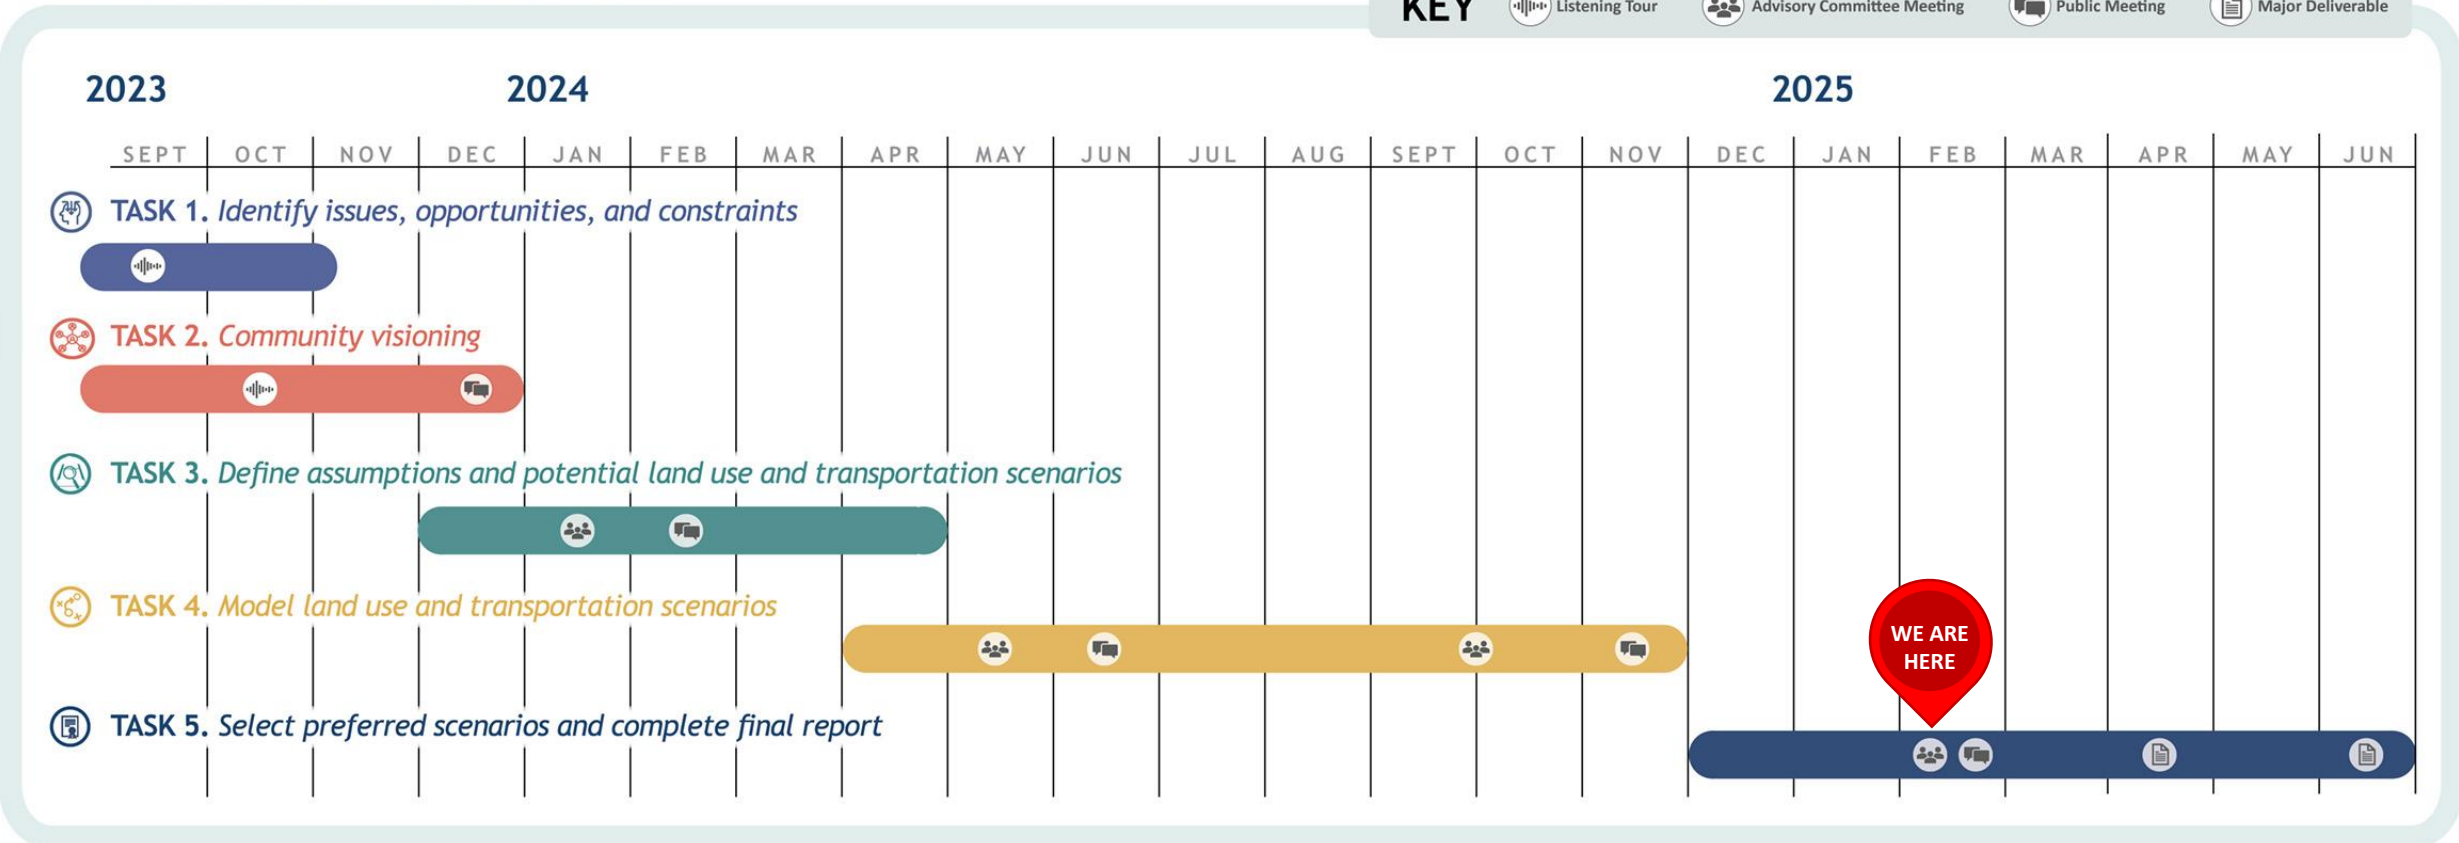 KEY Listening Tour Advisory Committee Meeting Public Meeting Major Deliverable
2023 2024 2025
SEPT OCT NOV DEC JAN FEB MAR APR MAY JUN JUL AUG SEPT OCT NOV DEC JAN FEB MAR APR MAY JUN
TASK 1. Identify issues, opportunities, and constraints
TASK 2. Community visioning
TASK 3. Define assumptions and potential land use and transportation scenarios
TASK 4. Model land use and transportation scenarios
WE ARE
HERE
TASK 5. Select preferred scenarios and complete final report